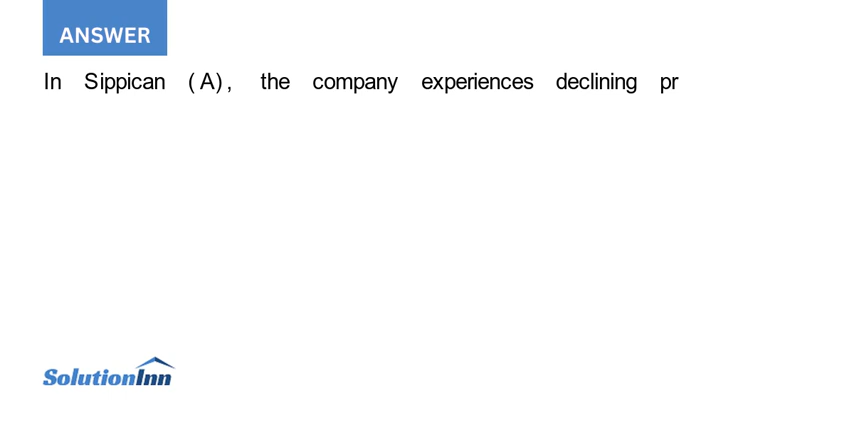 ANSWER
In Sippican (A), the company experiences declining pr
SolutionInn